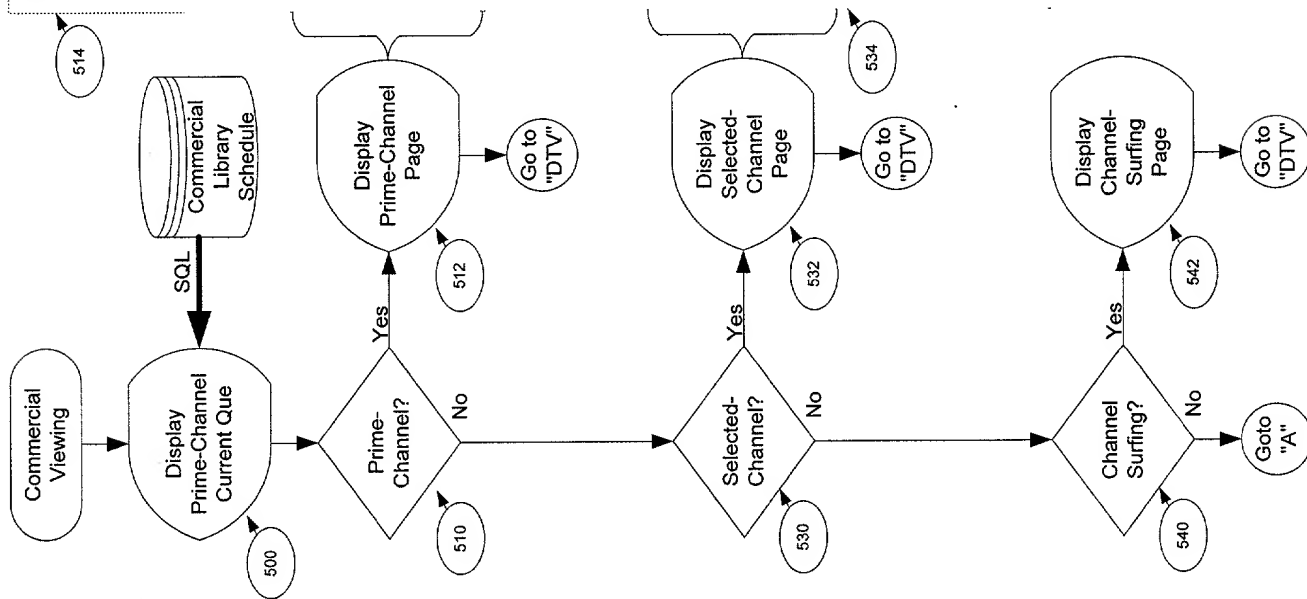 Commercial
Viewing
Display
Prime-Channel
Current Que
500
SQL
Commercial
Library
Schedule
514
Prime-
Channel?
510
Yes
No
Display
Prime-Channel
Page
512
Go to
"DTV"
Selected-
Channel?
530
Yes
No
Display
Selected-
Channel
Page
532
534
Go to
"DTV"
Channel
Surfing?
540
Yes
No
Display
Channel-
Surfing
Page
542
Go to
"DTV"
Goto
"A"